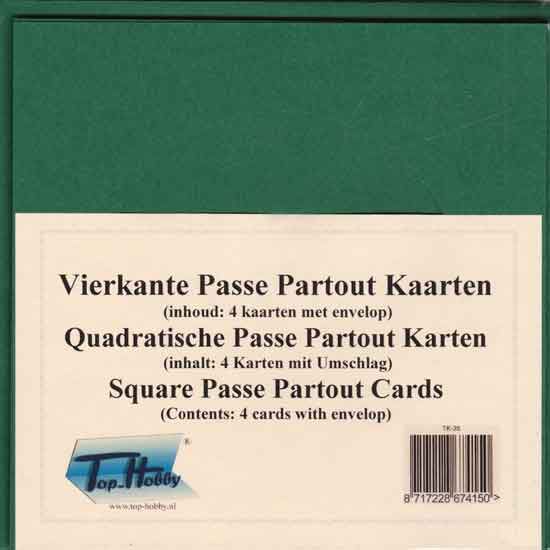 Vierkante Passe Partout Kaarten
(inhoud: 4 kaarten met envelop)
Quadratische Passe Partout Karten
(inhalt: 4 Karten mit Umschlag)
Square Passe Partout Cards
(Contents: 4 cards with envelop)
®
Top-Hobby
www.top-hobby.nl
TK-35
8 717228 674150 >